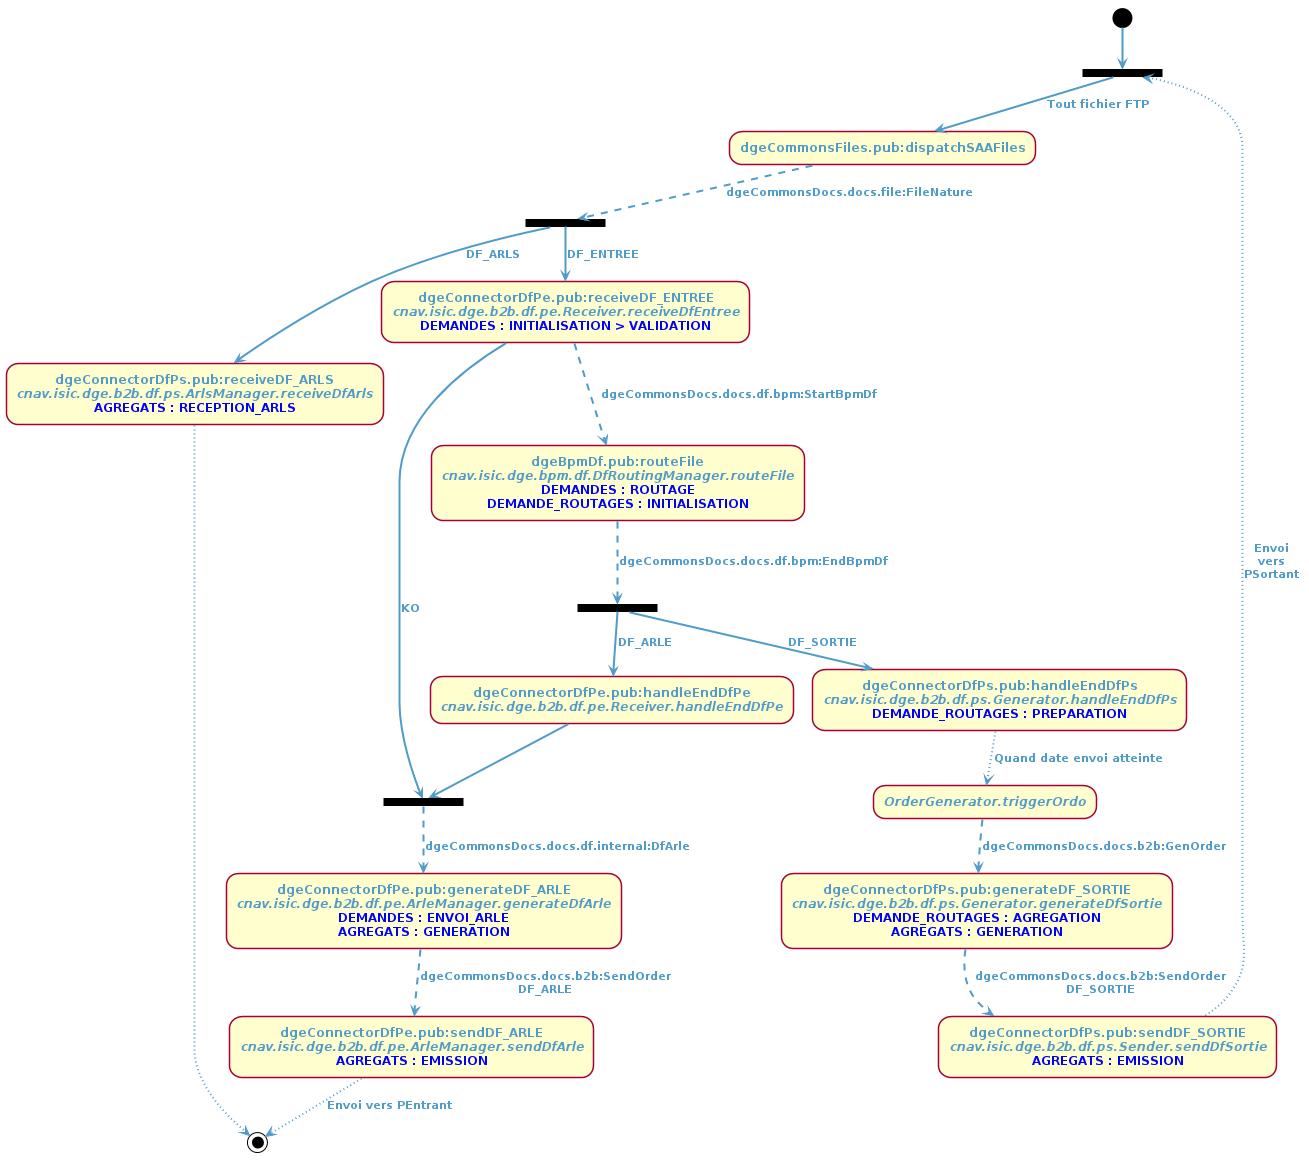 Tout fichier FTP
dgeCommonsFiles.pub:dispatchSAAFiles
dgeCommonsDocs.docs.file:FileNature
DF_ARLS
DF_ENTREE
dgeConnectorDfPe.pub:receiveDF_ENTREE
cnav.isic.dge.b2b.df.pe.Receiver.receiveDfEntree
DEMANDES : INITIALISATION > VALIDATION
dgeConnectorDfPs.pub:receiveDF_ARLS
cnav.isic.dge.b2b.df.ps.ArlsManager.receiveDfArls
AGREGATS : RECEPTION_ARLS
dgeCommonsDocs.docs.df.bpm:StartBpmDf
dgeBpmDf.pub:routeFile
cnav.isic.dge.bpm.df.DfRoutingManager.routeFile
DEMANDES : ROUTAGE
DEMANDE_ROUTAGES : INITIALISATION
dgeCommonsDocs.docs.df.bpm:EndBpmDf
Envoi
vers
PSortant
KO
DF_ARLE
DF_SORTIE
dgeConnectorDfPe.pub:handleEndDfPe
cnav.isic.dge.b2b.df.pe.Receiver.handleEndDfPe
dgeConnectorDfPs.pub:handleEndDfPs
cnav.isic.dge.b2b.df.ps.Generator.handleEndDfPs
DEMANDE_ROUTAGES : PREPARATION
Quand date envoi atteinte
OrderGenerator.triggerOrdo
dgeCommonsDocs.docs.df.internal:DfArle
dgeCommonsDocs.docs.b2b:GenOrder
dgeConnectorDfPe.pub:generateDF_ARLE
cnav.isic.dge.b2b.df.pe.ArleManager.generateDfArle
DEMANDES : ENVOI_ARLE
AGREGATS : GENERATION
dgeConnectorDfPs.pub:generateDF_SORTIE
cnav.isic.dge.b2b.df.ps.Generator.generateDfSortie
DEMANDE_ROUTAGES : AGREGATION
AGREGATS : GENERATION
dgeCommonsDocs.docs.b2b:SendOrder
DF_ARLE
dgeCommonsDocs.docs.b2b:SendOrder
DF_SORTIE
dgeConnectorDfPe.pub:sendDF_ARLE
cnav.isic.dge.b2b.df.pe.ArleManager.sendDfArle
AGREGATS : EMISSION
dgeConnectorDfPs.pub:sendDF_SORTIE
cnav.isic.dge.b2b.df.ps.Sender.sendDfSortie
AGREGATS : EMISSION
Envoi vers PEntrant